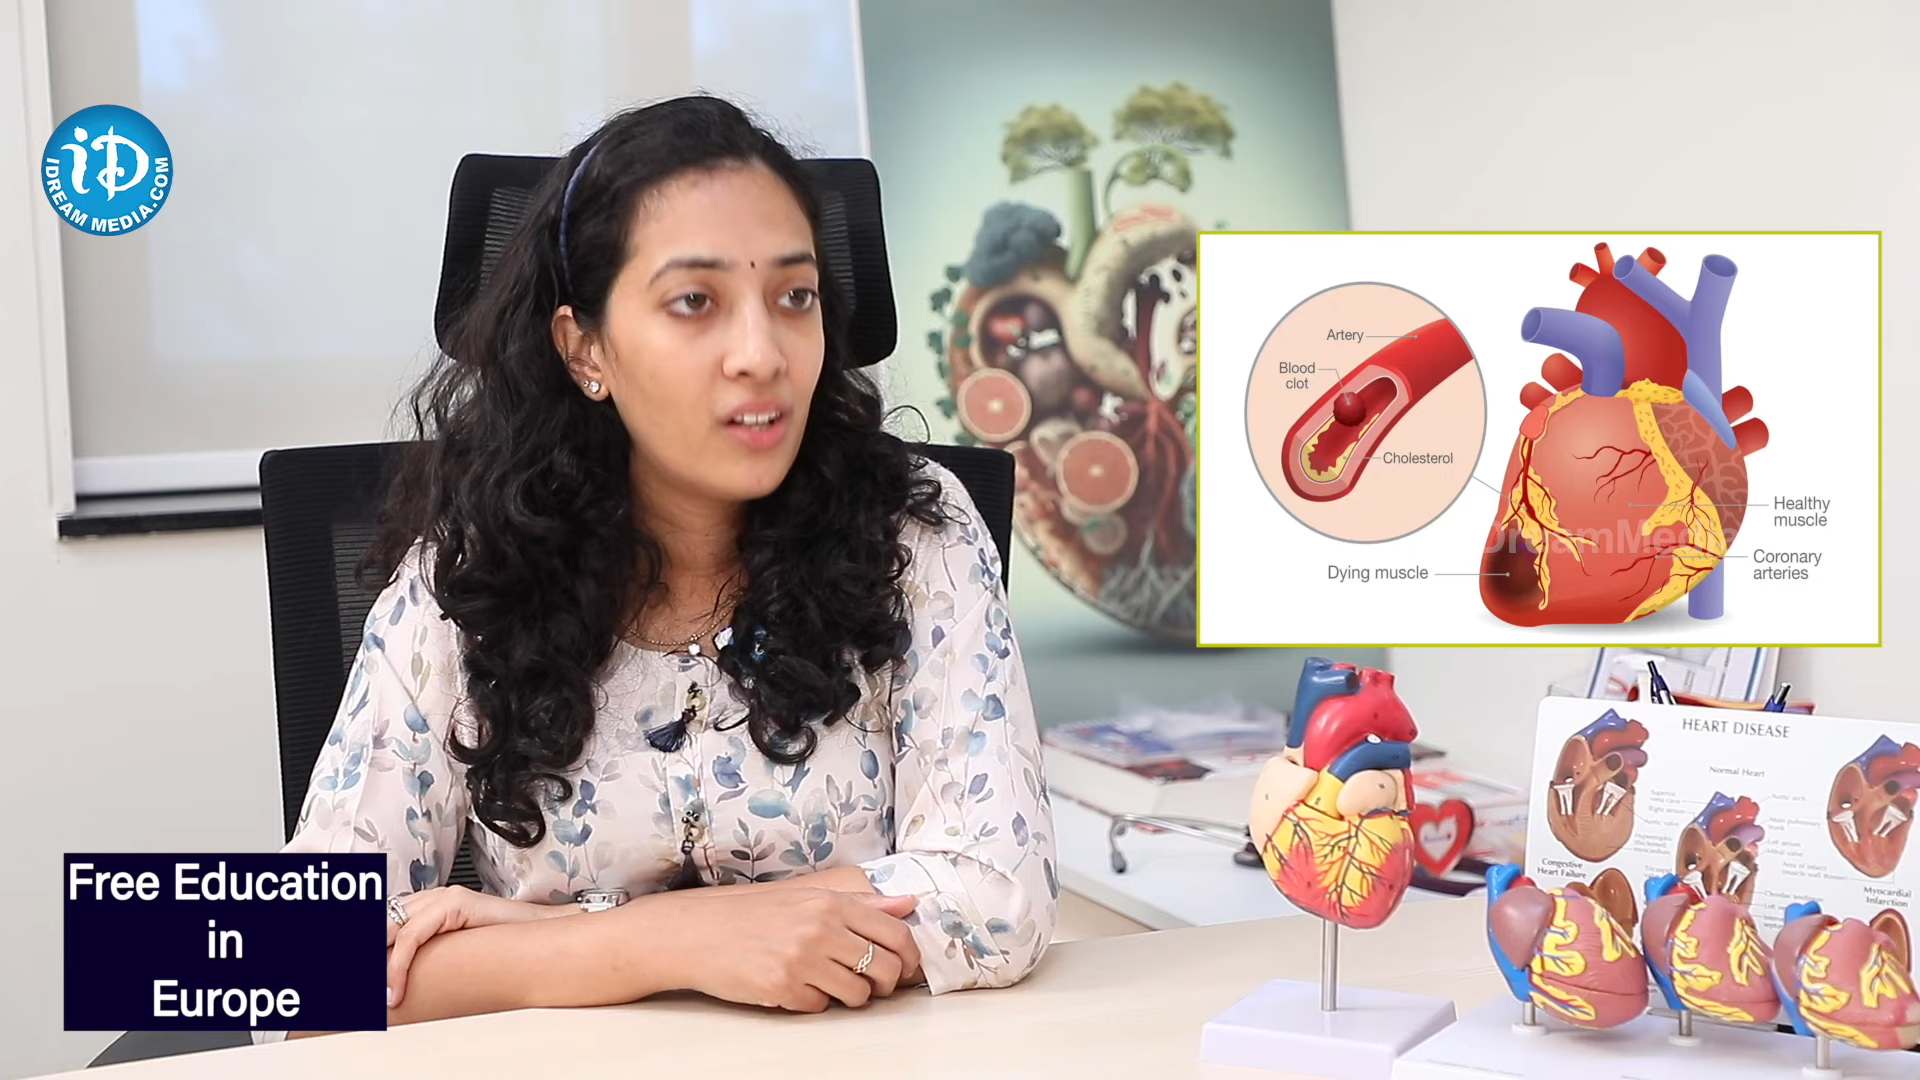 iD
IDREAM MEDIA.COM
Artery
Blood
clot
Cholesterol
Healthy
muscle
DreamMedia
Coronary
arteries
Dying muscle
HEART DISEASE
Normal Heart
Congestive
Heart Failure
Myocardial
Infarction
Free Education
in
Europe